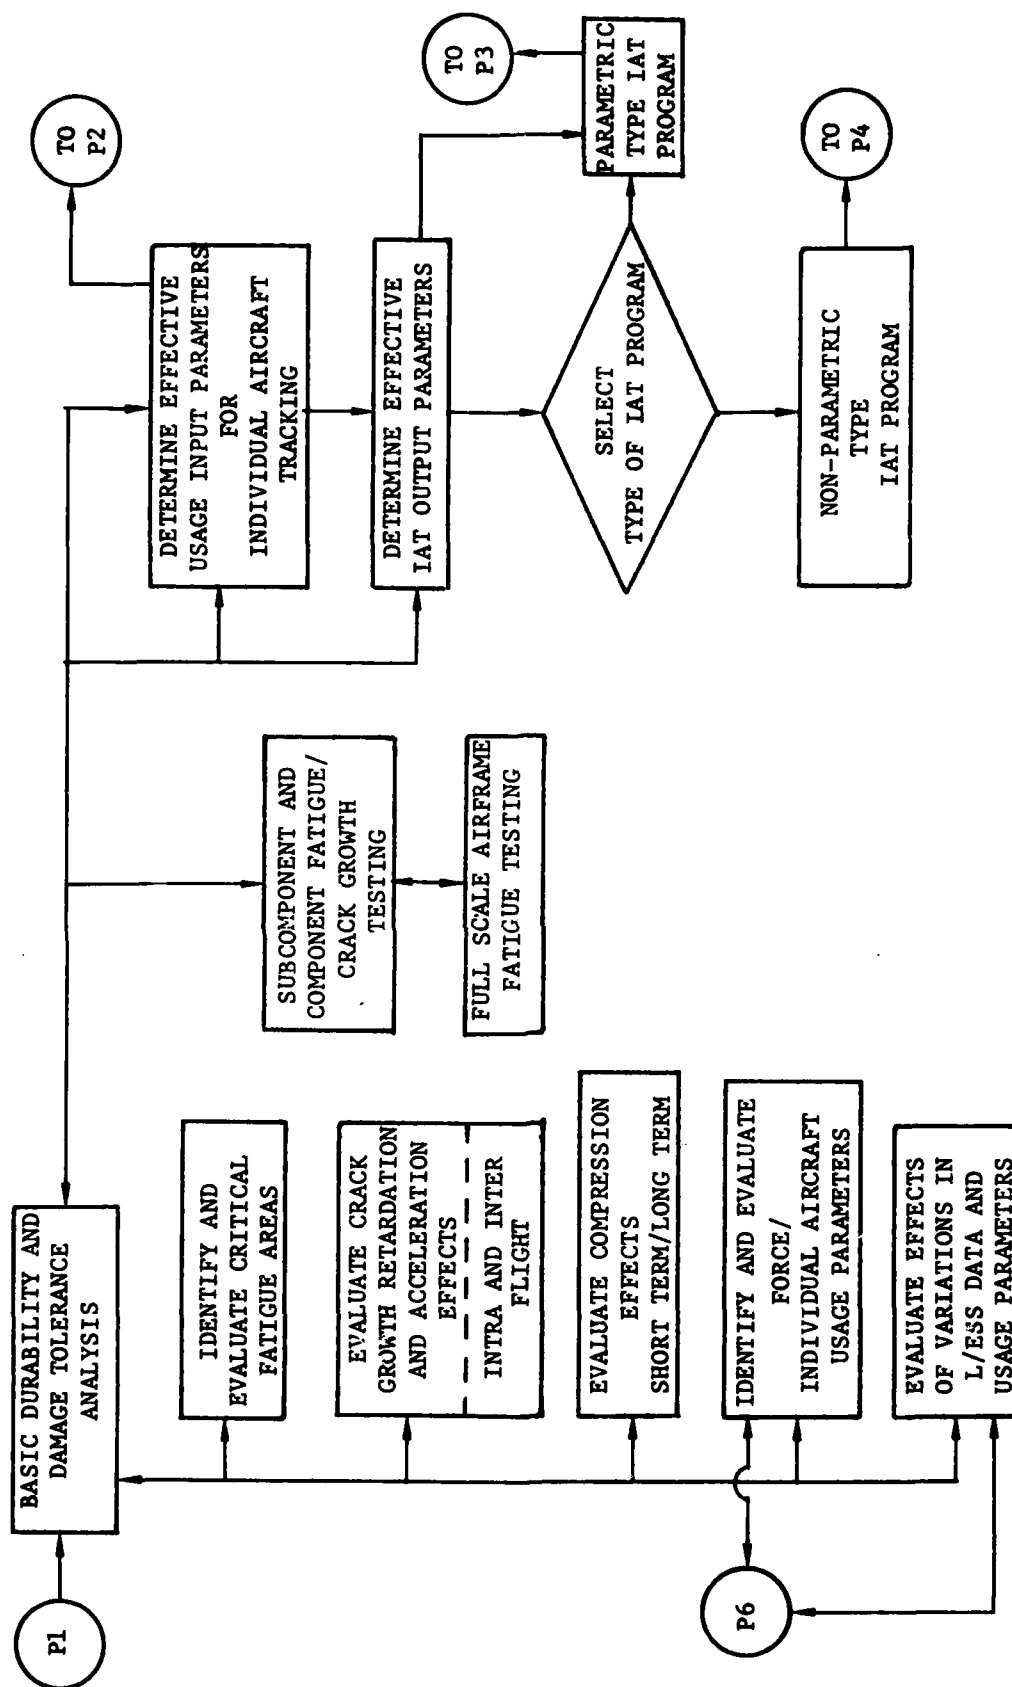 P1
BASIC DURABILITY AND
DAMAGE TOLERANCE
ANALYSIS
IDENTIFY AND
EVALUATE CRITICAL
FATIGUE AREAS
EVALUATE CRACK
GROWTH RETARDATION
AND ACCELERATION
EFFECTS
INTRA AND INTER
FLIGHT
EVALUATE COMPRESSION
EFFECTS
SHORT TERM/LONG TERM
IDENTIFY AND EVALUATE
FORCE/
INDIVIDUAL AIRCRAFT
USAGE PARAMETERS
EVALUATE EFFECTS
OF VARIATIONS IN
L/ESS DATA AND
USAGE PARAMETERS
P6
SUBCOMPONENT AND
COMPONENT FATIGUE/
CRACK GROWTH
TESTING
FULL SCALE AIRFRAME
FATIGUE TESTING
DETERMINE EFFECTIVE
USAGE INPUT PARAMETERS
FOR
INDIVIDUAL AIRCRAFT
TRACKING
TO
P2
DETERMINE EFFECTIVE
IAT OUTPUT PARAMETERS
SELECT
TYPE OF IAT PROGRAM
PARAMETRIC
TYPE IAT
PROGRAM
TO
P3
NON-PARAMETRIC
TYPE
IAT PROGRAM
TO
P4